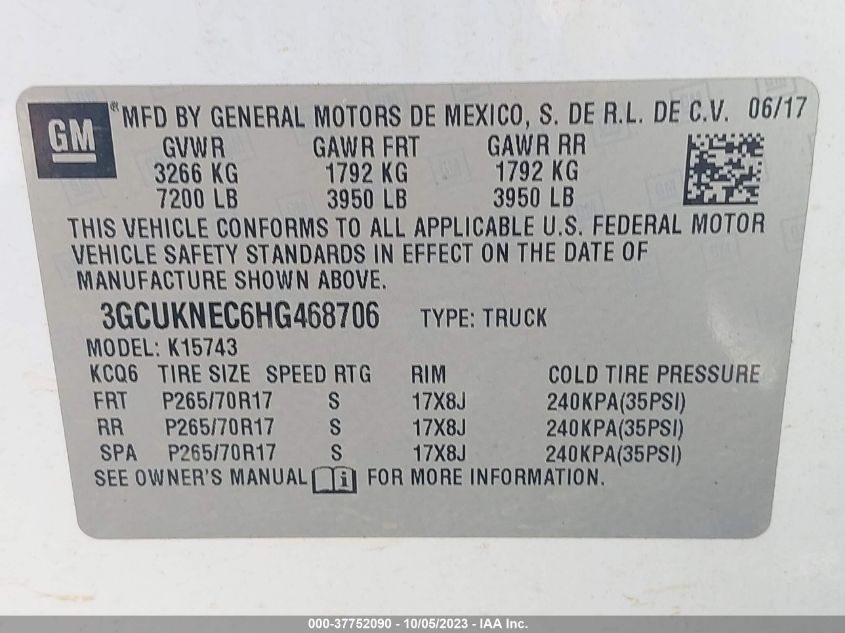 GM ® MFD BY GENERAL MOTORS DE MEXICO, S. DE R.L. DE C.V. 06/17
GVWR GAWR FRT GAWR RR
3266 KG 1792 KG 1792 KG
7200 LB 3950 LB 3950 LB
THIS VEHICLE CONFORMS TO ALL APPLICABLE U.S. FEDERAL MOTOR
VEHICLE SAFETY STANDARDS IN EFFECT ON THE DATE OF
MANUFACTURE SHOWN ABOVE.
3GCUKNEC6HG468706 TYPE: TRUCK
MODEL: K15743
KCQ6 TIRE SIZE SPEED RTG RIM COLD TIRE PRESSURE
FRT P265/70R17 S 17X8J 240KPA(35PSI)
RR P265/70R17 S 17X8J 240KPA(35PSI)
SPA P265/70R17 S 17X8J 240KPA(35PSI)
SEE OWNER'S MANUAL i FOR MORE INFORMATION.
000-37752090 - 10/05/2023 - IAA Inc.